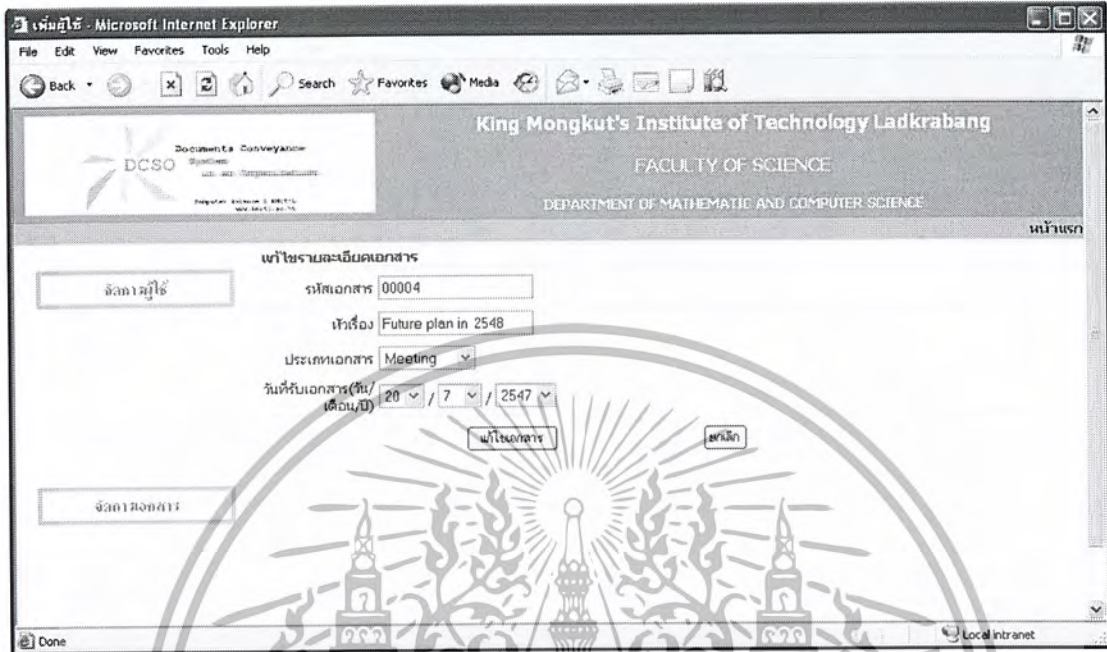 เพิ่มผู้ใช้ - Microsoft Internet Explorer
File Edit View Favorites Tools Help
Back Search Favorites Media
King Mongkut's Institute of Technology Ladkrabang
Documents Conveyance
DCSO System
FACULTY OF SCIENCE
DEPARTMENT OF MATHEMATIC AND COMPUTER SCIENCE
หน้าแรก
แก้ไขรายละเอียดเอกสาร
จัดการผู้ใช้
รหัสเอกสาร 00004
หัวเรื่อง Future plan in 2548
ประเภทเอกสาร Meeting
วันที่รับเอกสาร(วัน/
เดือน/ปี) 20 / 7 / 2547
แก้ไขเอกสาร ยกเลิก
จัดการเอกสาร
Done Local intranet